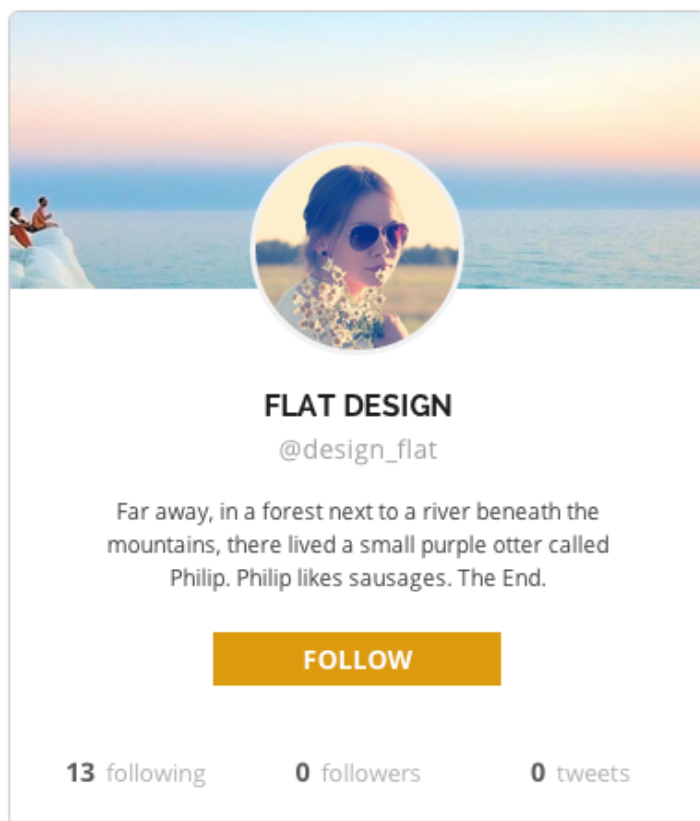 FLAT DESIGN
@design_flat
Far away, in a forest next to a river beneath the
mountains, there lived a small purple otter called
Philip. Philip likes sausages. The End.
FOLLOW
13 following 0 followers 0 tweets